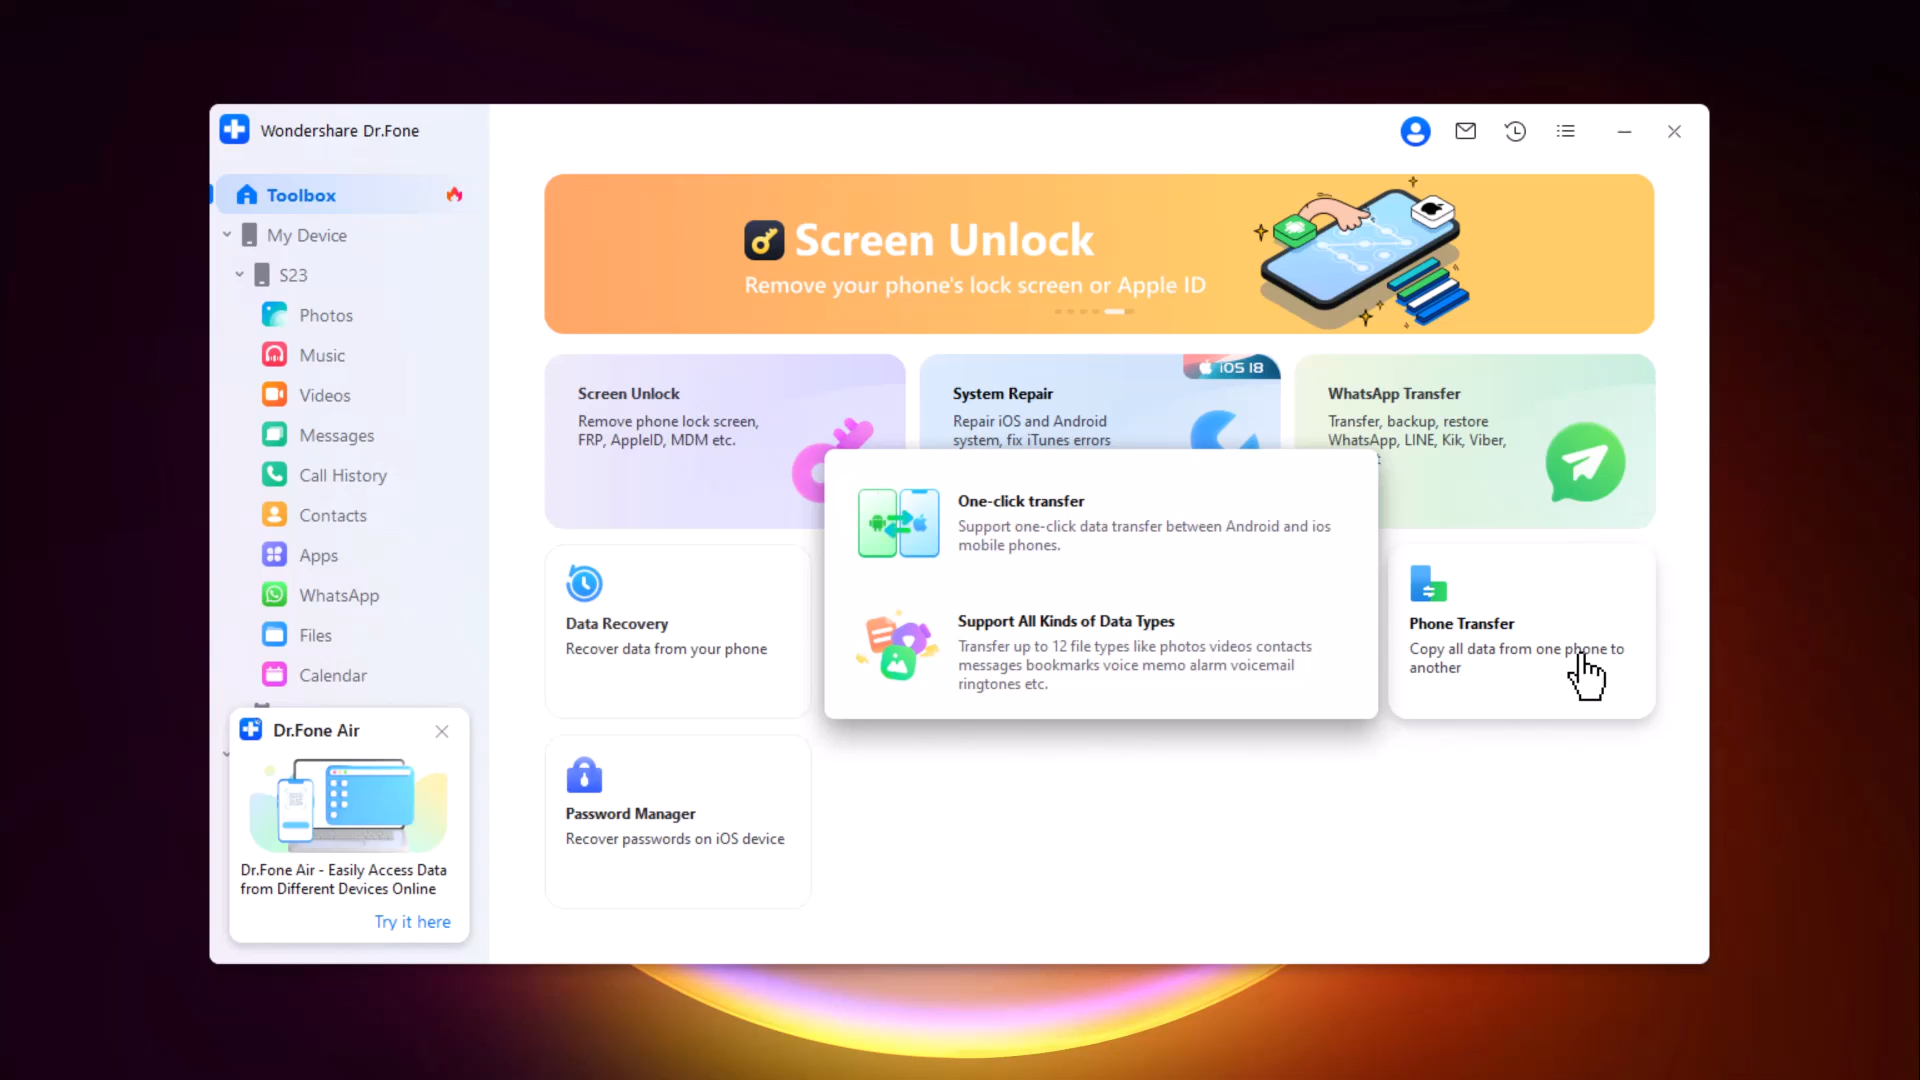 Wondershare Dr.Fone
Toolbox
My Device
S23
Photos
Music
Videos
Messages
Call History
Contacts
Apps
WhatsApp
Files
Calendar
Dr.Fone Air
Dr.Fone Air - Easily Access Data
from Different Devices Online
Try it here
Screen Unlock
Remove your phone's lock screen or Apple ID
Screen Unlock
Remove phone lock screen,
FRP, AppleID, MDM etc.
iOS 18
System Repair
Repair iOS and Android
system, fix iTunes errors
WhatsApp Transfer
Transfer, backup, restore
WhatsApp, LINE, Kik, Viber,
One-click transfer
Support one-click data transfer between Android and ios
mobile phones.
Support All Kinds of Data Types
Transfer up to 12 file types like photos videos contacts
messages bookmarks voice memo alarm voicemail
ringtones etc.
Data Recovery
Recover data from your phone
Phone Transfer
Copy all data from one phone to
another
Password Manager
Recover passwords on iOS device